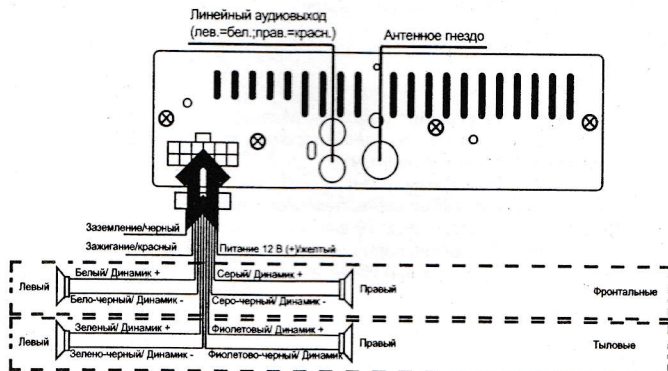 Линейный аудиовыход
(лев.=бел.;прав.=красн.)
Антенное гнездо
Заземление/черный
Зажигание/красный
Питание 12 В (+Ужелтый
Левый
Белый/ Динамик +
Серый/ Динамик +
Правый
Фронтальные
Бело-черный/ Динамик -
Серо-черный/ Динамик -
Левый
Зеленый/ Динамик +
Фиолетовый/ Динамик +
Правый
Тыловые
Зелено-черный/ Динамик -
Фиолетово-черный/ Динамик